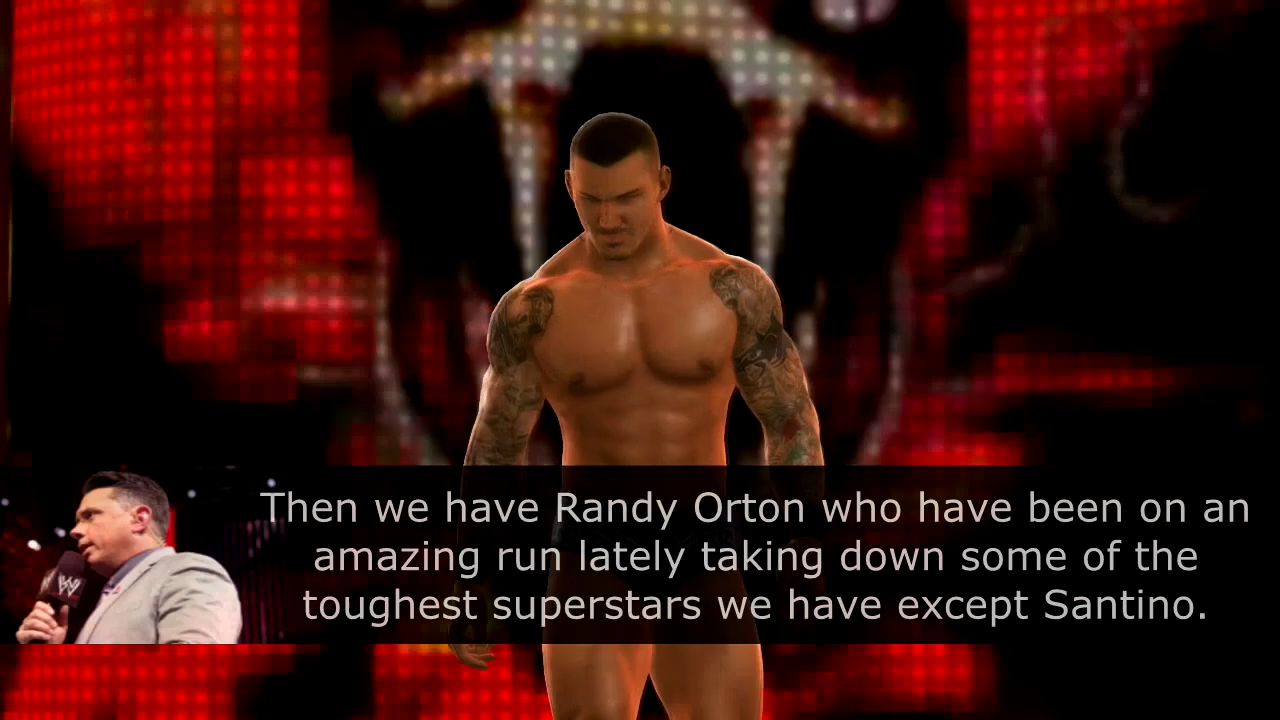 Then we have Randy Orton who have been on an
amazing run lately taking down some of the
toughest superstars we have except Santino.
W